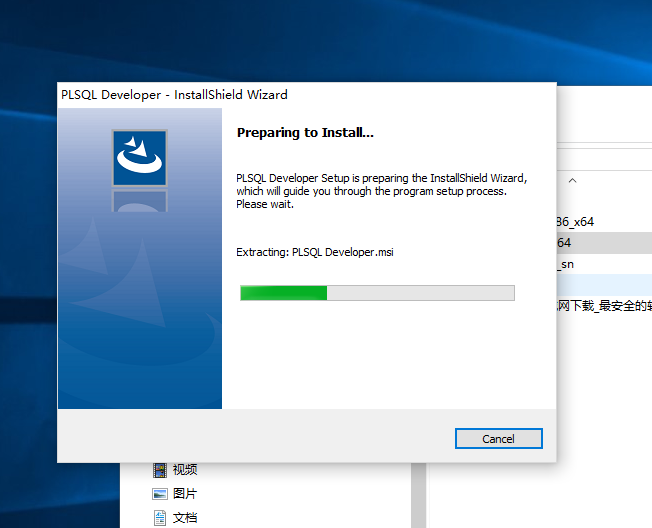 PLSQL Developer - InstallShield Wizard
Preparing to Install...
PLSQL Developer Setup is preparing the InstallShield Wizard,
which will guide you through the program setup process.
Please wait.
Extracting: PLSQL Developer.msi
Cancel
86_x64
64
_sn
网下载_最安全的
视频
图片
文档